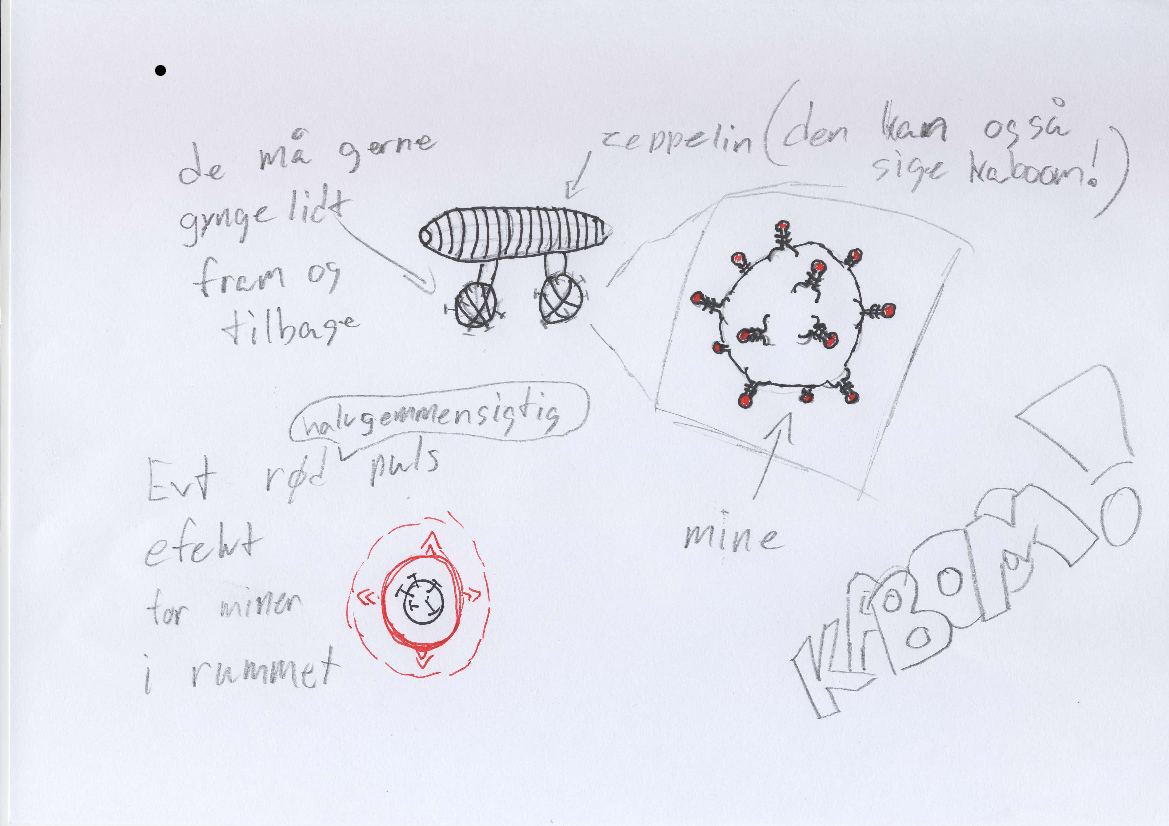 de må gerne
gynge lidt
fram og
tilbage
zeppelin (den kan også
sige kaboom!)
mine
halvgemmensigtig
Evt rød puls
efekt
for minen
i rummet
KABOOM!